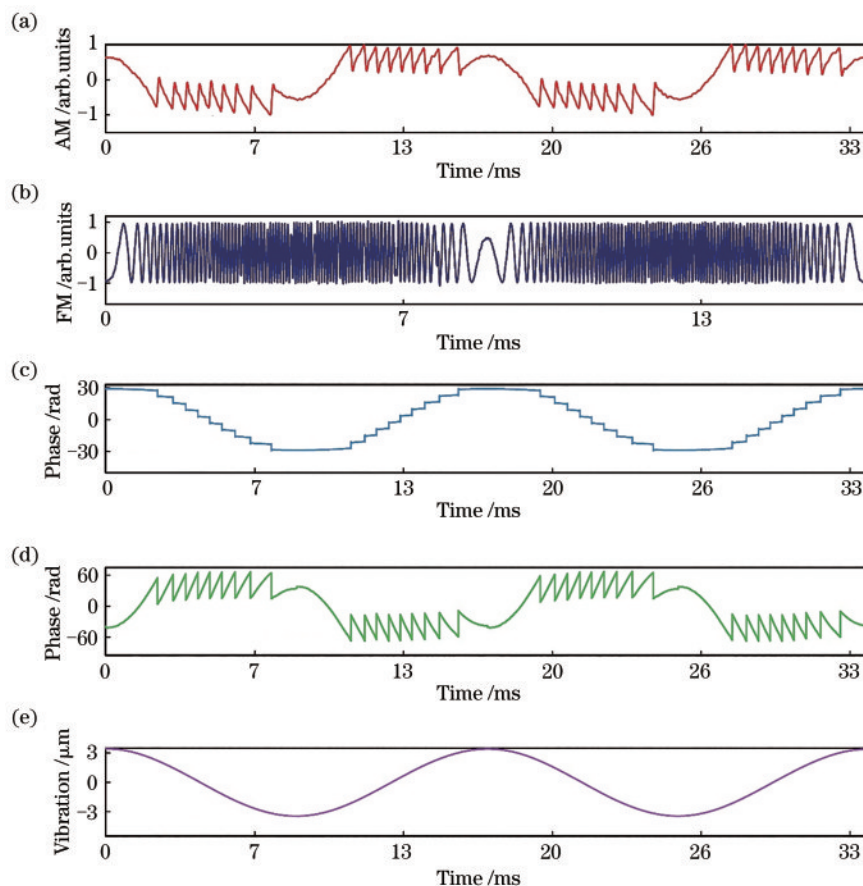 (a)
AM /arb.units
1
0
−1
0 7 13 20 26 33
Time /ms
(b)
FM /arb.units
1
0
−1
0 7 13
Time /ms
(c)
Phase /rad
30
0
−30
0 7 13 20 26 33
Time /ms
(d)
Phase /rad
60
0
−60
0 7 13 20 26 33
Time /ms
(e)
Vibration /μm
3
0
−3
0 7 13 20 26 33
Time /ms